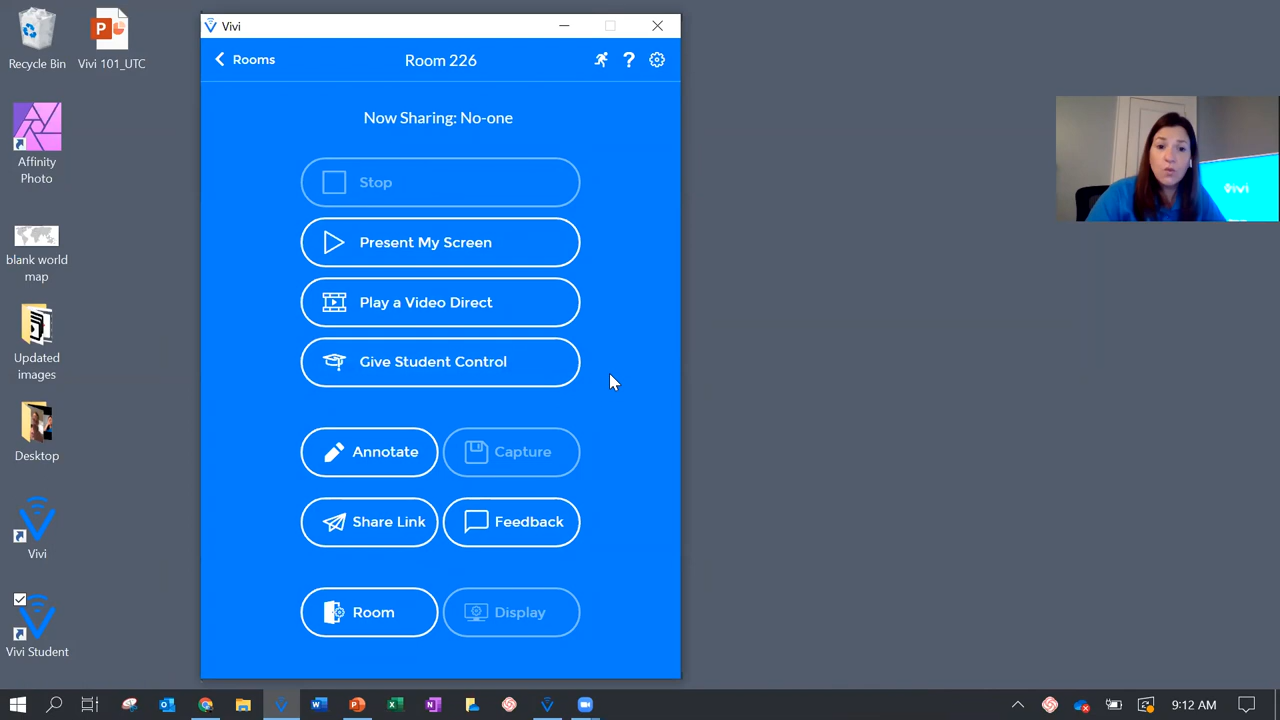 Vivi
Rooms
Room 226
?
Now Sharing: No-one
Stop
Present My Screen
Play a Video Direct
Give Student Control
Annotate
Capture
Share Link
Feedback
Room
Display
Recycle Bin
Vivi 101_UTC
Affinity
Photo
blank world
map
Updated
images
Desktop
Vivi
Vivi Student
vivi
9:12 AM